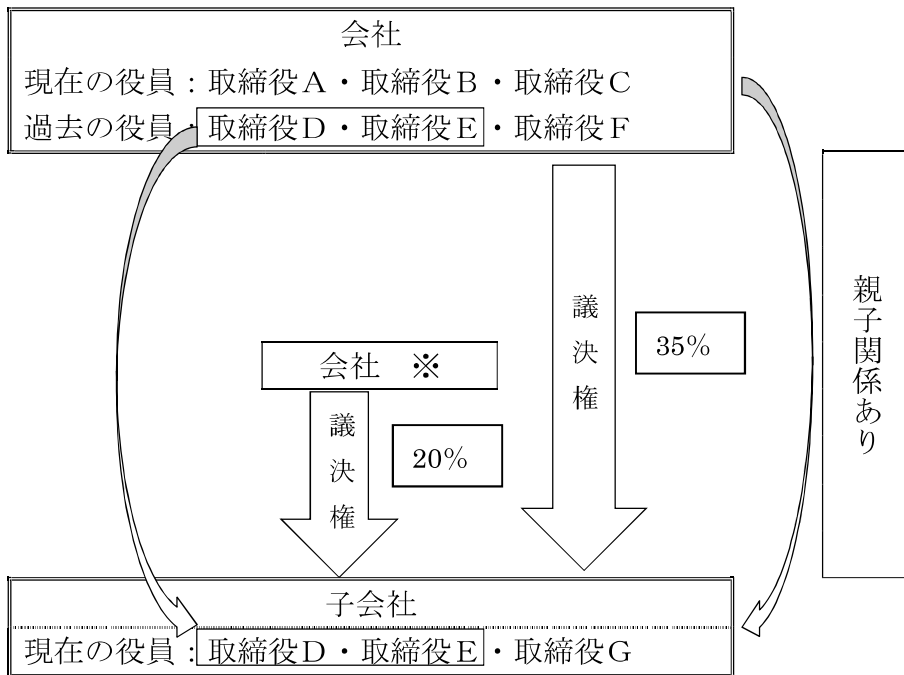 会社
現在の役員：取締役A・取締役B・取締役C
過去の役員：取締役D・取締役E・取締役F
親子関係あり
議決権
35%
会社　※
議決権
20%
子会社
現在の役員：取締役D・取締役E・取締役G